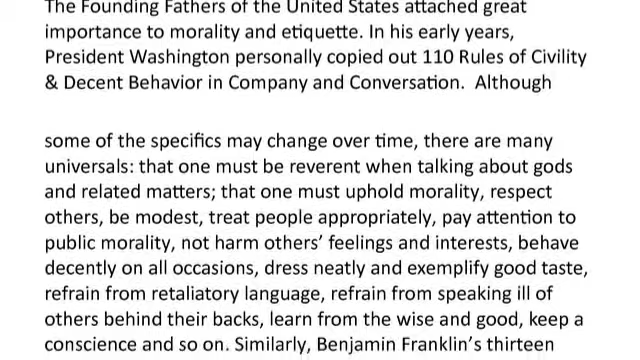 The Founding Fathers of the United States attached great
importance to morality and etiquette. In his early years,
President Washington personally copied out 110 Rules of Civility
& Decent Behavior in Company and Conversation.  Although
some of the specifics may change over time, there are many
universals: that one must be reverent when talking about gods
and related matters; that one must uphold morality, respect
others, be modest, treat people appropriately, pay attention to
public morality, not harm others’ feelings and interests, behave
decently on all occasions, dress neatly and exemplify good taste,
refrain from retaliatory language, refrain from speaking ill of
others behind their backs, learn from the wise and good, keep a
conscience and so on. Similarly, Benjamin Franklin’s thirteen